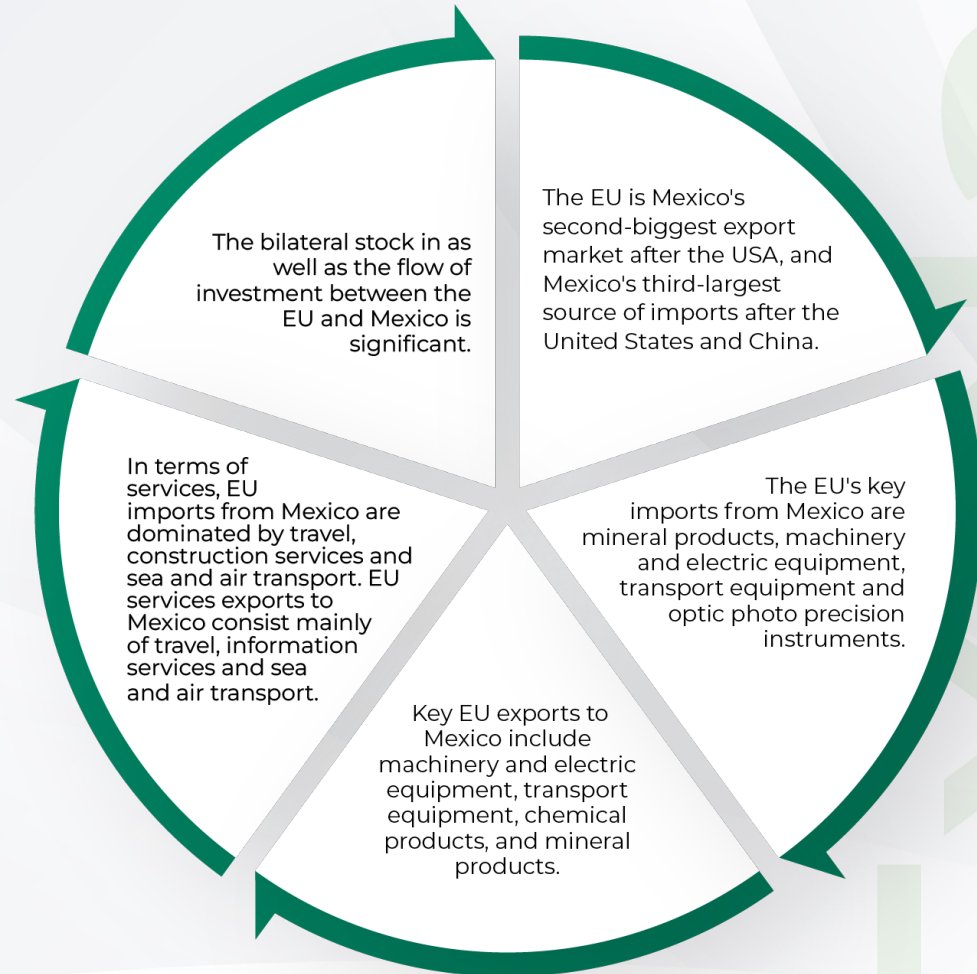 The EU is Mexico's
second-biggest export
market after the USA, and
Mexico's third-largest
source of imports after the
United States and China.
The EU's key
imports from Mexico are
mineral products, machinery
and electric equipment,
transport equipment and
optic photo precision
instruments.
Key EU exports to
Mexico include
machinery and electric
equipment, transport
equipment, chemical
products, and mineral
products.
In terms of
services, EU
imports from Mexico are
dominated by travel,
construction services and
sea and air transport. EU
services exports to
Mexico consist mainly
of travel, information
services and sea
and air transport.
The bilateral stock in as
well as the flow of
investment between the
EU and Mexico is
significant.